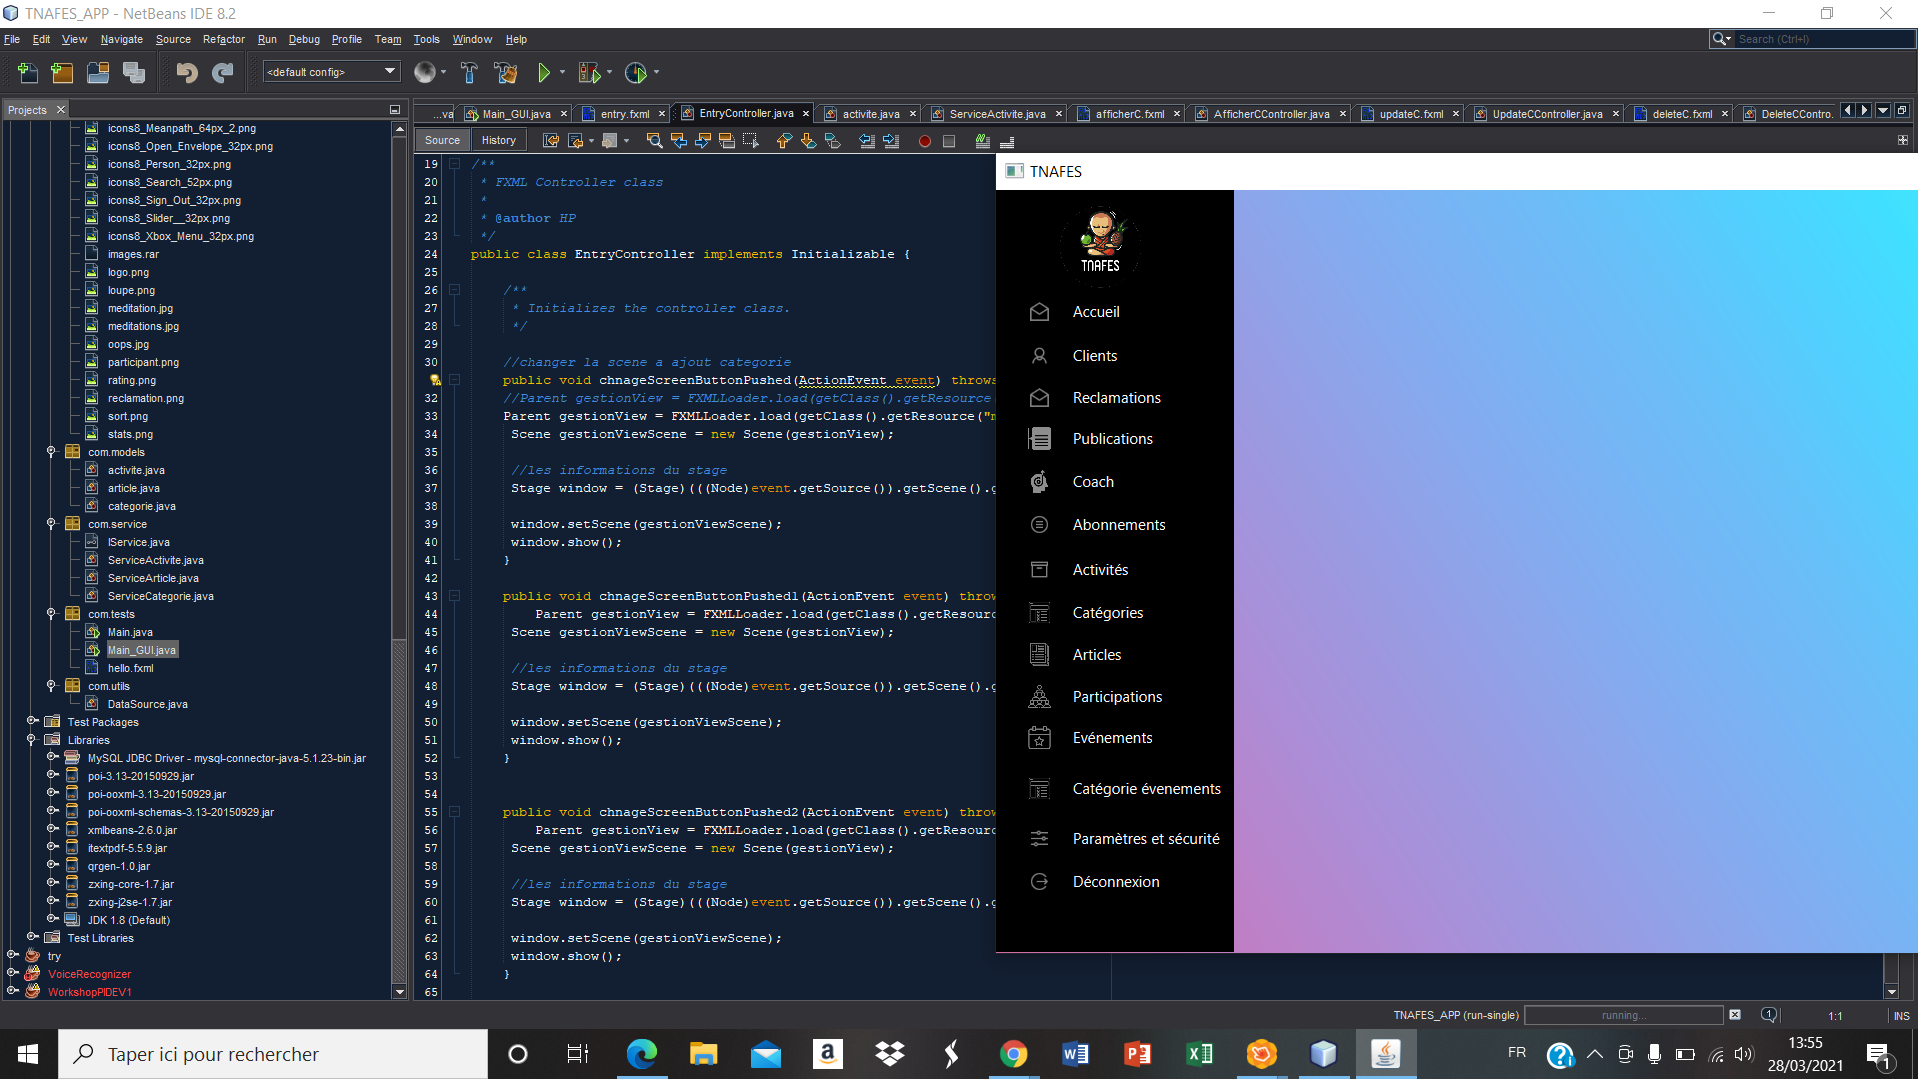 TNAFES_APP - NetBeans IDE 8.2
File Edit View Navigate Source Refactor Run Debug Profile Team Tools Window Help
Search (Ctrl+I)
<default config>
Projects
...va Main_GUI.java entry.fxml EntryController.java activite.java ServiceActivite.java afficherC.fxml AfficherCController.java updateC.fxml UpdateCController.java deleteC.fxml DeleteCContro.
Source History
icons8_Meanpath_64px_2.png
icons8_Open_Envelope_32px.png
icons8_Person_32px.png
icons8_Search_52px.png
icons8_Sign_Out_32px.png
icons8_Slider__32px.png
icons8_Xbox_Menu_32px.png
images.rar
logo.png
loupe.png
meditation.jpg
meditations.jpg
oops.jpg
participant.png
rating.png
reclamation.png
sort.png
stats.png
com.models
activite.java
article.java
categorie.java
com.service
IService.java
ServiceActivite.java
ServiceArticle.java
ServiceCategorie.java
com.tests
Main.java
Main_GUI.java
hello.fxml
com.utils
DataSource.java
Test Packages
Libraries
MySQL JDBC Driver - mysql-connector-java-5.1.23-bin.jar
poi-3.13-20150929.jar
poi-ooxml-3.13-20150929.jar
poi-ooxml-schemas-3.13-20150929.jar
xmlbeans-2.6.0.jar
itextpdf-5.5.9.jar
qrgen-1.0.jar
zxing-core-1.7.jar
zxing-j2se-1.7.jar
JDK 1.8 (Default)
Test Libraries
try
VoiceRecognizer
WorkshopPIDEV1
19 /**
20 * FXML Controller class
21 *
22 * @author HP
23 */
24 public class EntryController implements Initializable {
25
26 /**
27 * Initializes the controller class.
28 */
29
30 //changer la scene a ajout categorie
public void chnageScreenButtonPushed(ActionEvent event) throws
32 //Parent gestionView = FXMLLoader.load(getClass().getResource(
33 Parent gestionView = FXMLLoader.load(getClass().getResource("
34 Scene gestionViewScene = new Scene(gestionView);
35
36 //les informations du stage
37 Stage window = (Stage)(((Node)event.getSource()).getScene().g
38
39 window.setScene(gestionViewScene);
40 window.show();
41 }
42
43 public void chnageScreenButtonPushed1(ActionEvent event) throw
44 Parent gestionView = FXMLLoader.load(getClass().getResourc
45 Scene gestionViewScene = new Scene(gestionView);
46
47 //les informations du stage
48 Stage window = (Stage)(((Node)event.getSource()).getScene().g
49
50 window.setScene(gestionViewScene);
51 window.show();
52 }
53
54
55 public void chnageScreenButtonPushed2(ActionEvent event) throw
56 Parent gestionView = FXMLLoader.load(getClass().getResourc
57 Scene gestionViewScene = new Scene(gestionView);
58
59 //les informations du stage
60 Stage window = (Stage)(((Node)event.getSource()).getScene().g
61
62 window.setScene(gestionViewScene);
63 window.show();
64 }
65
TNAFES
TNAFES
Accueil
Clients
Reclamations
Publications
Coach
Abonnements
Activités
Catégories
Articles
Participations
Evénements
Catégorie évenements
Paramètres et sécurité
Déconnexion
TNAFES_APP (run-single) running... 1 1:1 INS
Taper ici pour rechercher
FR 13:55
28/03/2021
1